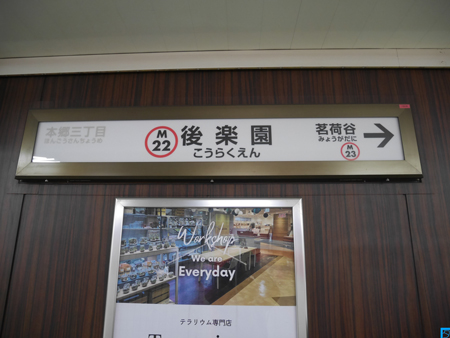 本郷三丁目
ほんごうさんちょうめ
M
22
後楽園
こうらくえん
茗荷谷
みょうがだに
M
23
Workshop
We are
Everyday
テラリウム専門店